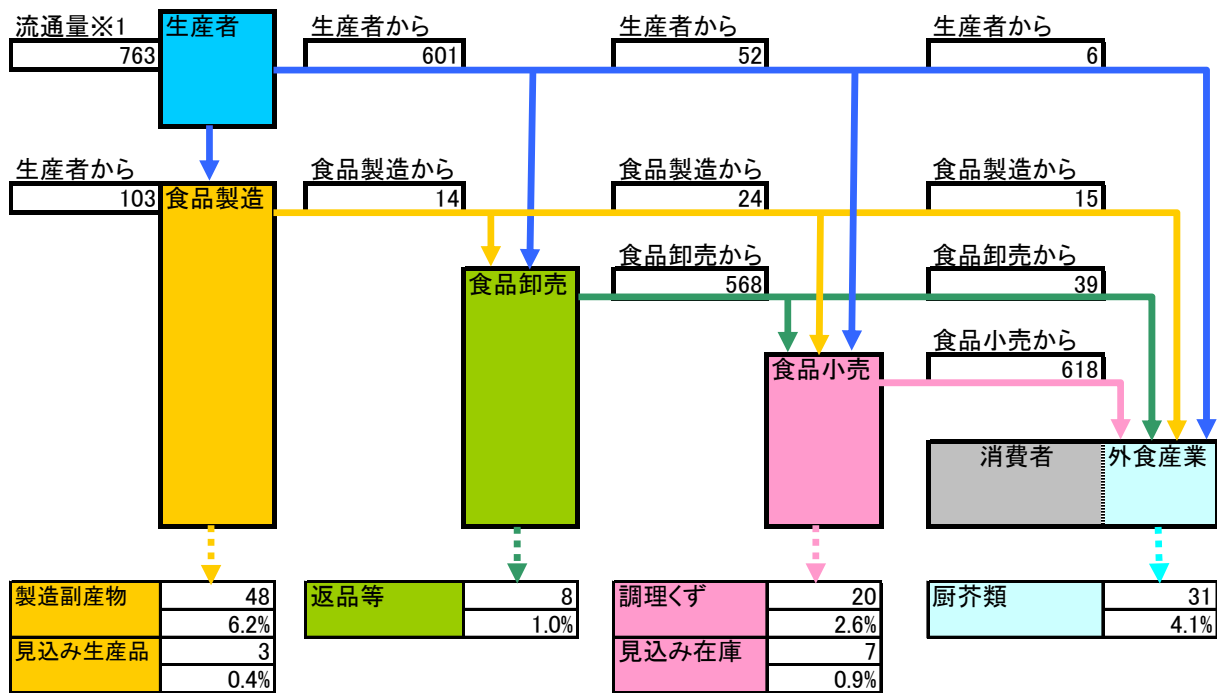 流通量※1
生産者
生産者から
生産者から
生産者から
763
601
52
6
生産者から
食品製造から
食品製造から
食品製造から
103
食品製造
14
24
15
食品卸売から
食品卸売から
食品卸売
568
39
食品小売から
食品小売
618
消費者
外食産業
製造副産物
48
6.2%
見込み生産品
3
0.4%
返品等
8
1.0%
調理くず
20
2.6%
見込み在庫
7
0.9%
厨芥類
31
4.1%